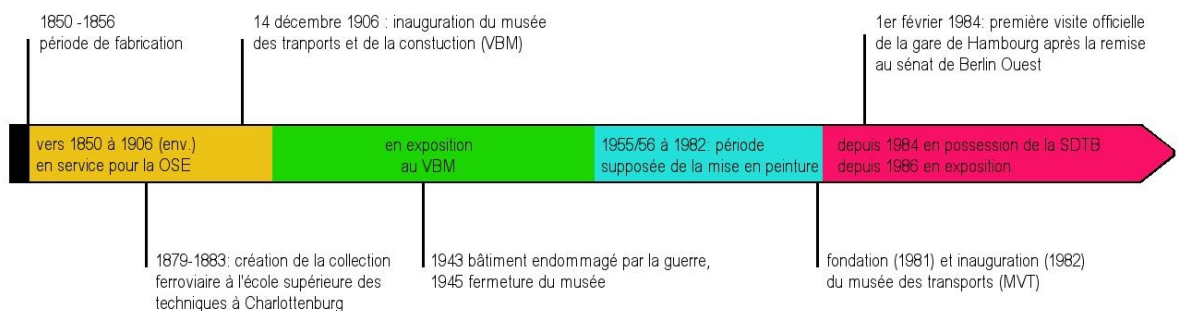 1850 -1856
période de fabrication
14 décembre 1906 : inauguration du musée
des tranports et de la constuction (VBM)
1er février 1984: première visite officielle
de la gare de Hambourg après la remise
au sénat de Berlin Ouest
vers 1850 à 1906 (env.)
en service pour la OSE
en exposition
au VBM
1955/56 à 1982: période
supposée de la mise en peinture
depuis 1984 en possession de la SDTB
depuis 1986 en exposition
1879-1883: création de la collection
ferroviaire à l'école supérieure des
techniques à Charlottenburg
1943 bâtiment endommagé par la guerre,
1945 fermeture du musée
fondation (1981) et inauguration (1982)
du musée des transports (MVT)